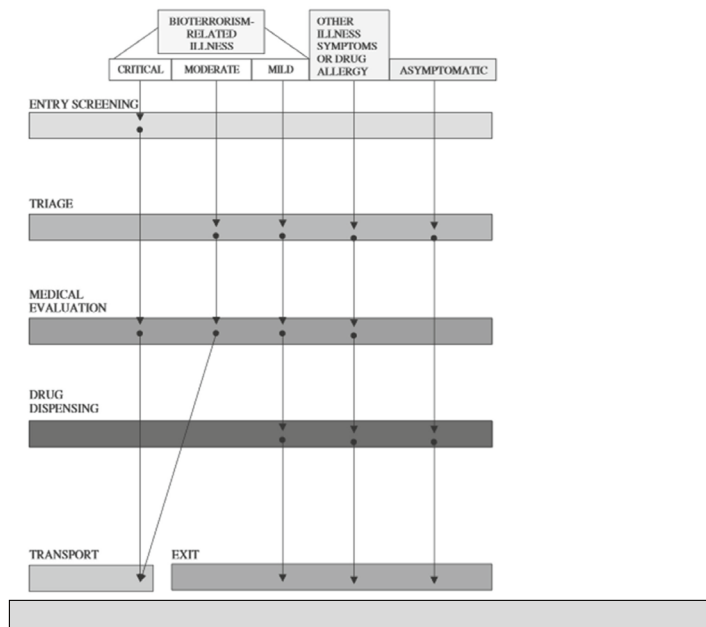 BIOTERRORISM-
RELATED
ILLNESS
OTHER
ILLNESS
SYMPTOMS
OR DRUG
ALLERGY
CRITICAL
MODERATE
MILD
ASYMPTOMATIC
ENTRY SCREENING
TRIAGE
MEDICAL
EVALUATION
DRUG
DISPENSING
TRANSPORT
EXIT